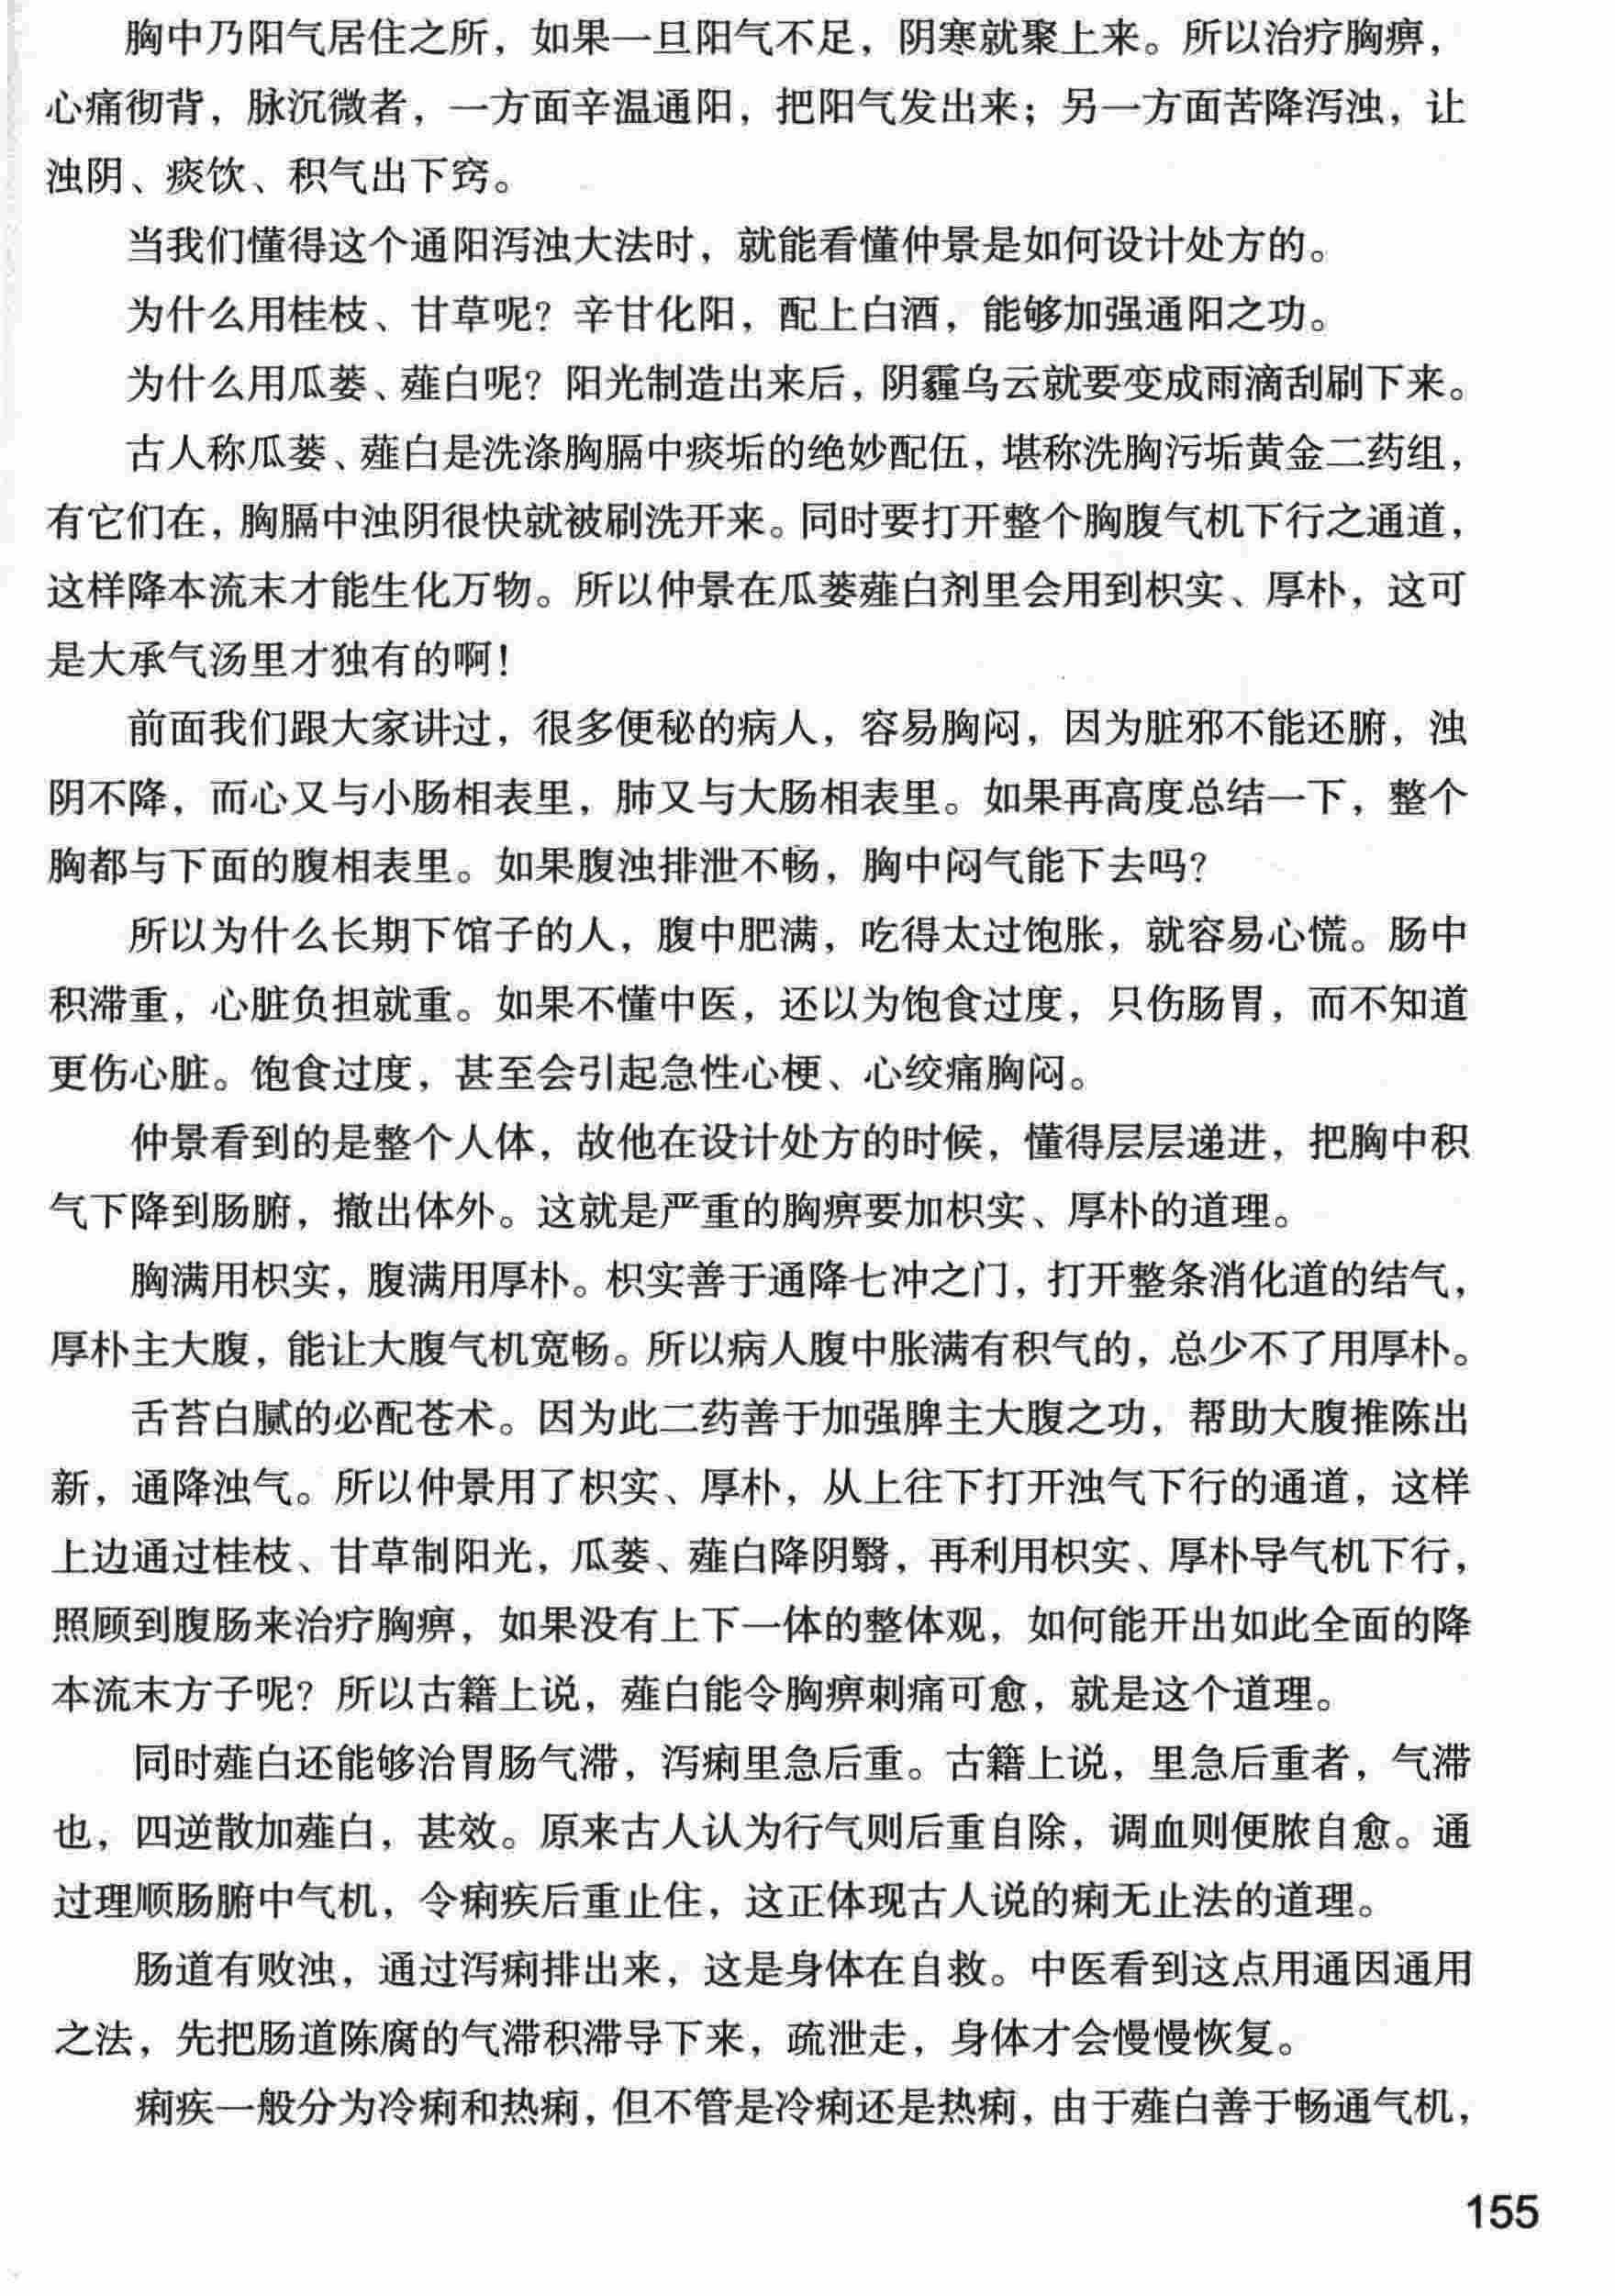 胸中乃阳气居住之所，如果一旦阳气不足，阴寒就聚上来。所以治疗胸痹，
心痛彻背，脉沉微者，一方面辛温通阳，把阳气发出来；另一方面苦降泻浊，让
浊阴、痰饮、积气出下窍。
当我们懂得这个通阳泻浊大法时，就能看懂仲景是如何设计处方的。
为什么用桂枝、甘草呢？辛甘化阳，配上白酒，能够加强通阳之功。
为什么用瓜蒌、薤白呢？阳光制造出来后，阴霾乌云就要变成雨滴刮刷下来。
古人称瓜蒌、薤白是洗涤胸膈中痰垢的绝妙配伍，堪称洗胸污垢黄金二药组，
有它们在，胸膈中浊阴很快就被刷洗开来。同时要打开整个胸腹气机下行之通道，
这样降本流末才能生化万物。所以仲景在瓜蒌薤白剂里会用到枳实、厚朴，这可
是大承气汤里才独有的啊！
前面我们跟大家讲过，很多便秘的病人，容易胸闷，因为脏邪不能还腑，浊
阴不降，而心又与小肠相表里，肺又与大肠相表里。如果再高度总结一下，整个
胸都与下面的腹相表里。如果腹浊排泄不畅，胸中闷气能下去吗？
所以为什么长期下馆子的人，腹中肥满，吃得太过饱胀，就容易心慌。肠中
积滞重，心脏负担就重。如果不懂中医，还以为饱食过度，只伤肠胃，而不知道
更伤心脏。饱食过度，甚至会引起急性心梗、心绞痛胸闷。
仲景看到的是整个人体，故他在设计处方的时候，懂得层层递进，把胸中积
气下降到肠腑，撤出体外。这就是严重的胸痹要加枳实、厚朴的道理。
胸满用枳实，腹满用厚朴。枳实善于通降七冲之门，打开整条消化道的结气，
厚朴主大腹，能让大腹气机宽畅。所以病人腹中胀满有积气的，总少不了用厚朴。
舌苔白腻的必配苍术。因为此二药善于加强脾主大腹之功，帮助大腹推陈出
新，通降浊气。所以仲景用了枳实、厚朴，从上往下打开浊气下行的通道，这样
上边通过桂枝、甘草制阳光，瓜蒌、薤白降阴翳，再利用枳实、厚朴导气机下行，
照顾到腹肠来治疗胸痹，如果没有上下一体的整体观，如何能开出如此全面的降
本流末方子呢？所以古籍上说，薤白能令胸痹刺痛可愈，就是这个道理。
同时薤白还能够治胃肠气滞，泻痢里急后重。古籍上说，里急后重者，气滞
也，四逆散加薤白，甚效。原来古人认为行气则后重自除，调血则便脓自愈。通
过理顺肠腑中气机，令痢疾后重止住，这正体现古人说的痢无止法的道理。
肠道有败浊，通过泻痢排出来，这是身体在自救。中医看到这点用通因通用
之法，先把肠道陈腐的气滞积滞导下来，疏泄走，身体才会慢慢恢复。
痢疾一般分为冷痢和热痢，但不管是冷痢还是热痢，由于薤白善于畅通气机，
155